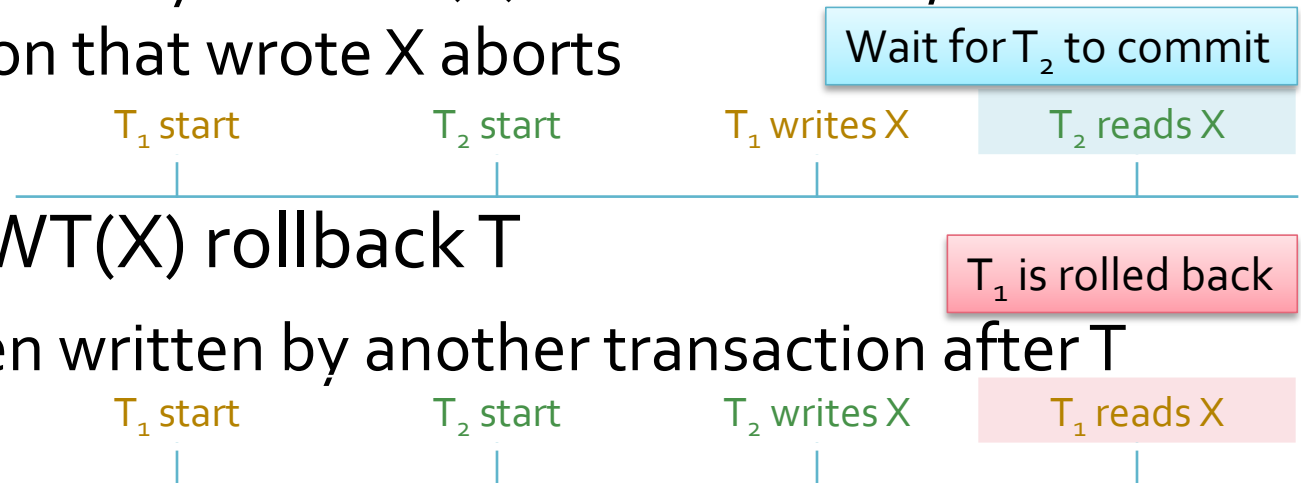 on that wrote X aborts
Wait for T₂ to commit
T₁ start T₂ start T₁ writes X T₂ reads X
WT(X) rollback T
T₁ is rolled back
en written by another transaction after T
T₁ start T₂ start T₂ writes X T₁ reads X